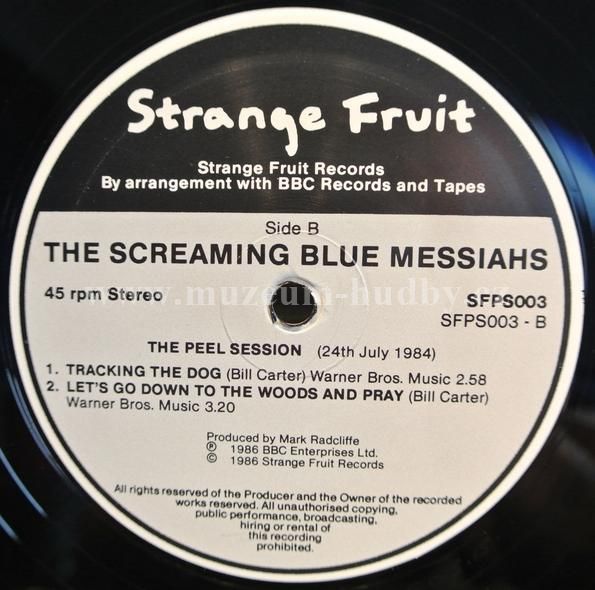 Strange Fruit
Strange Fruit Records
By arrangement with BBC Records and Tapes
Side B
THE SCREAMING BLUE MESSIAHS
www.muzeum-hudby.cz
45 rpm Stereo
SFPS003
SFPS003 - B
THE PEEL SESSION (24th July 1984)
1. TRACKING THE DOG (Bill Carter) Warner Bros. Music 2.58
2. LET'S GO DOWN TO THE WOODS AND PRAY (Bill Carter)
Warner Bros. Music 3.20
Produced by Mark Radcliffe
℗ 1986 BBC Enterprises Ltd.
© 1986 Strange Fruit Records
All rights reserved of the Producer and the Owner of the recorded
works reserved. All unauthorised copying,
public performance, broadcasting,
hiring or rental of
this recording
prohibited.